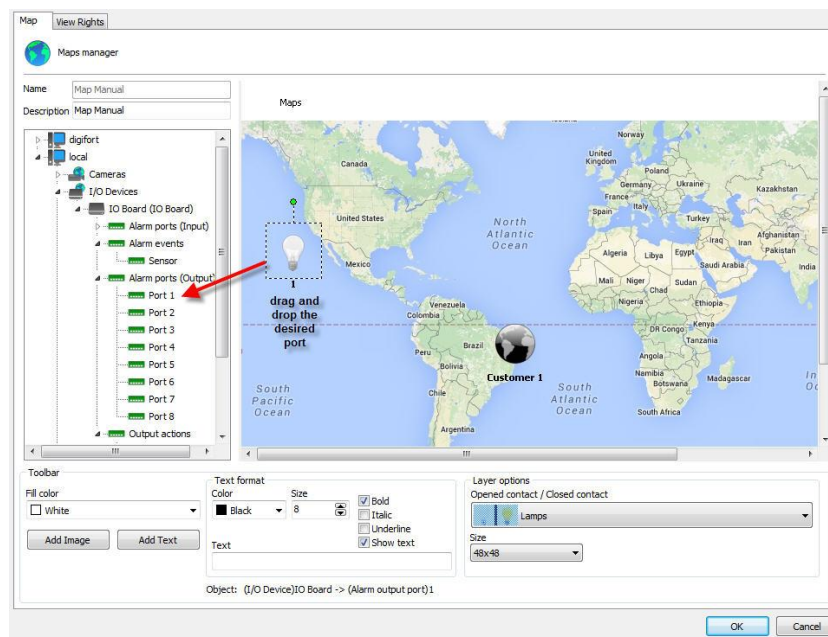 Map
View Rights
Maps manager
Name
Map Manual
Description
Map Manual
digifort
local
Cameras
I/O Devices
IO Board (IO Board)
Alarm ports (Input)
Alarm events
Sensor
Alarm ports (Output)
Port 1
Port 2
Port 3
Port 4
Port 5
Port 6
Port 7
Port 8
Output actions
Maps
Norway
United
Kingdom
Poland
Germany
Ukraine
Kazakhstan
France
Italy
Spain
Turkey
Canada
United States
North
Atlantic
Ocean
Mexico
Algeria
Libya
Egypt
Iraq
Iran
Afghanistan
Pakistan
Saudi Arabia
India
Mali
Niger
Chad
Sudan
Nigeria
Ethiopia
1
drag and
drop the
desired
port
Venezuela
Colombia
DR Congo
Kenya
Tanzania
Brazil
Peru
Bolivia
Customer 1
Angola
Namibia
Botswana
Madagascar
South
Pacific
Ocean
Chile
South
Atlantic
Ocean
South Africa
Argentina
Toolbar
Fill color
White
Add Image
Add Text
Text format
Color
Size
Black
8
Bold
Italic
Underline
Show text
Text
Layer options
Opened contact / Closed contact
Lamps
Size
48x48
Object: (I/O Device)IO Board -> (Alarm output port)1
OK
Cancel